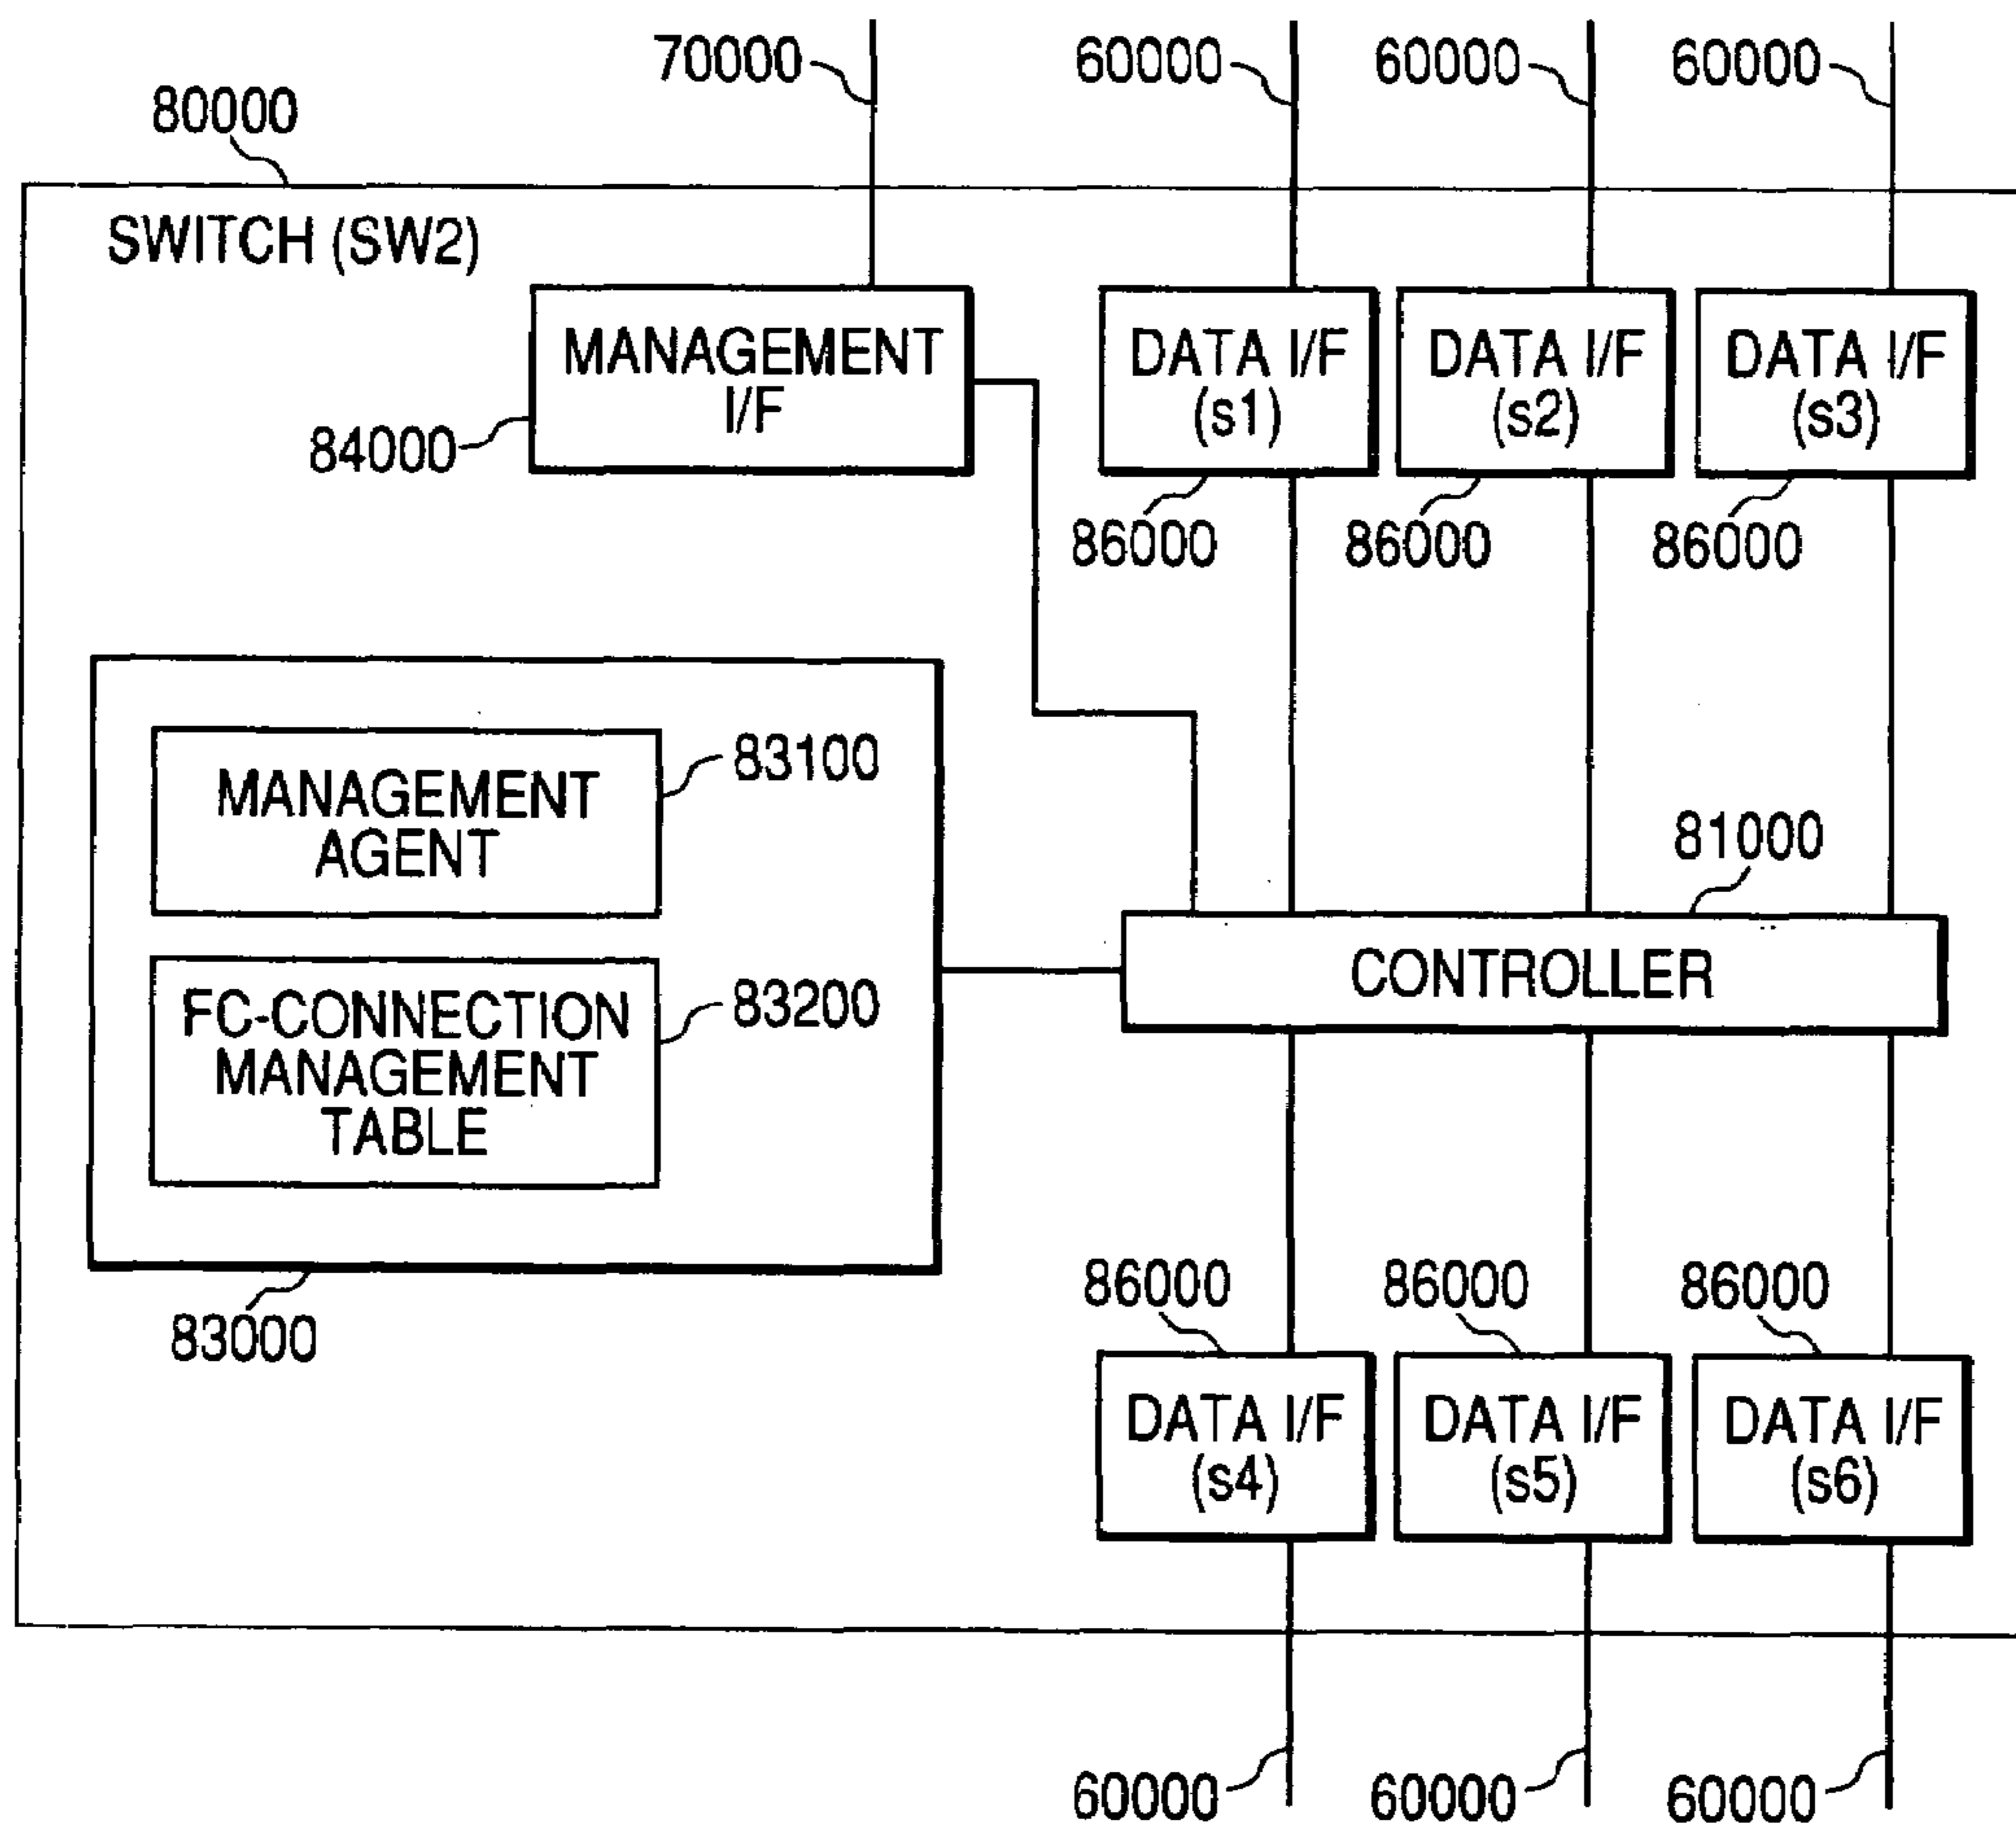 70000
60000
60000
60000
80000
SWITCH (SW2)
MANAGEMENT
I/F
84000
DATA I/F
(s1)
DATA I/F
(s2)
DATA I/F
(s3)
86000
86000
86000
MANAGEMENT
AGENT
83100
81000
CONTROLLER
FC-CONNECTION
MANAGEMENT
TABLE
83200
83000
86000
86000
86000
DATA I/F
(s4)
DATA I/F
(s5)
DATA I/F
(s6)
60000
60000
60000